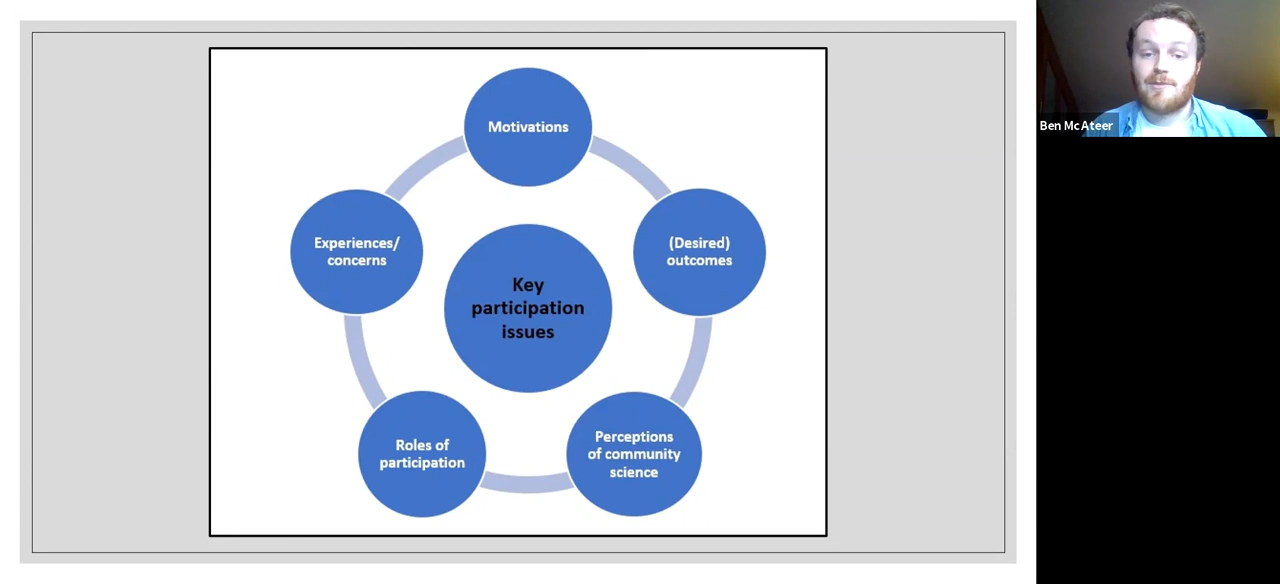 Motivations
(Desired)
outcomes
Perceptions
of community
science
Roles of
participation
Experiences/
concerns
Key
participation
issues
Ben McAteer